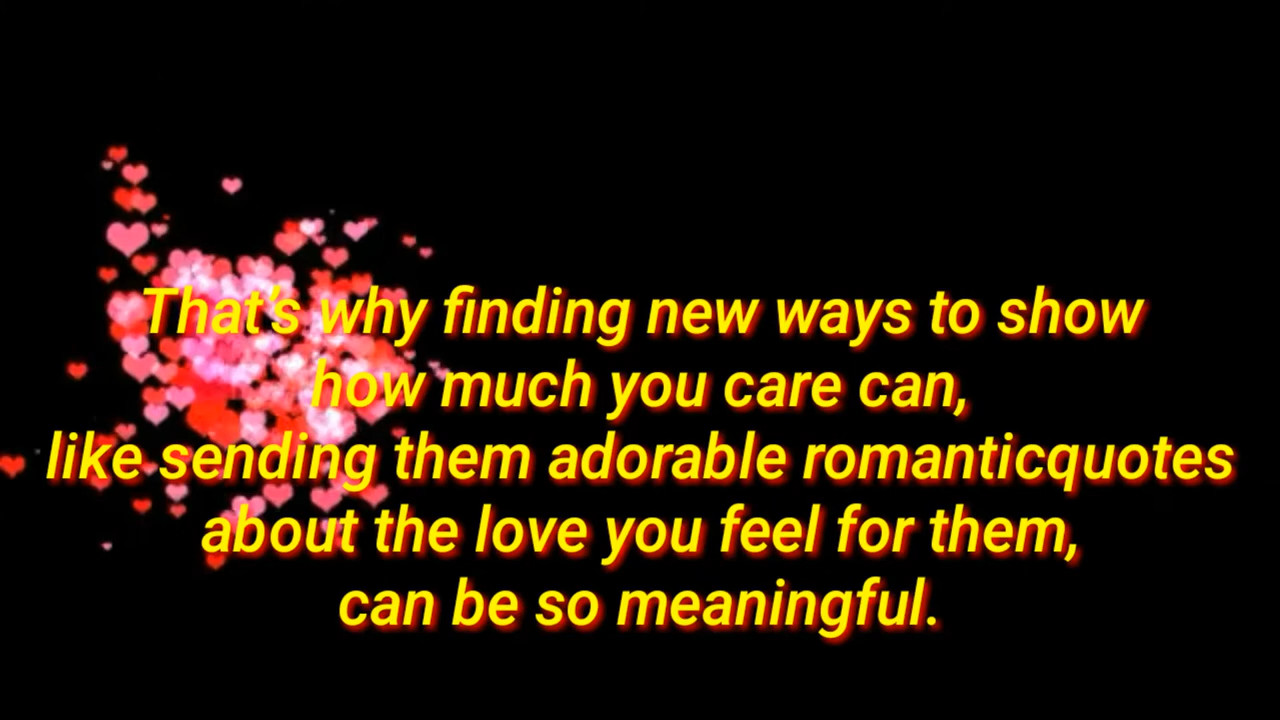 That's why finding new ways to show
how much you care can,
like sending them adorable romanticquotes
about the love you feel for them,
can be so meaningful.